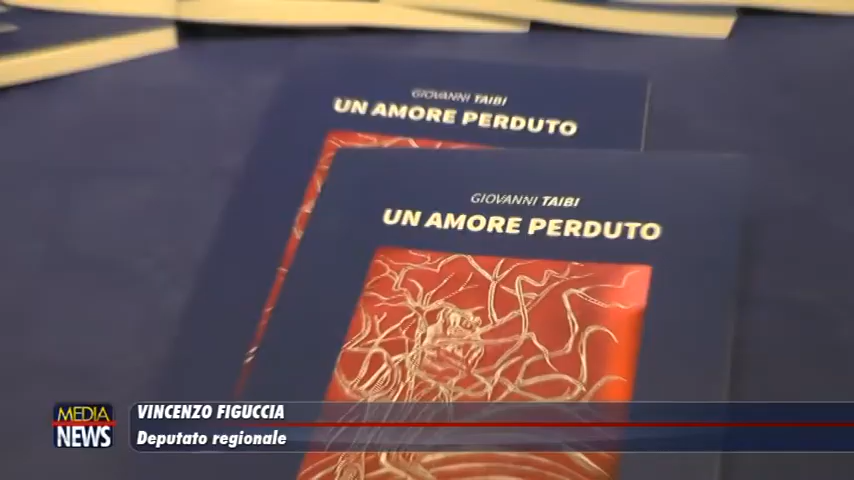 GIOVANNI TAIBI
UN AMORE PERDUTO
GIOVANNI TAIBI
UN AMORE PERDUTO
MEDIA
NEWS
VINCENZO FIGUCCIA
Deputato regionale